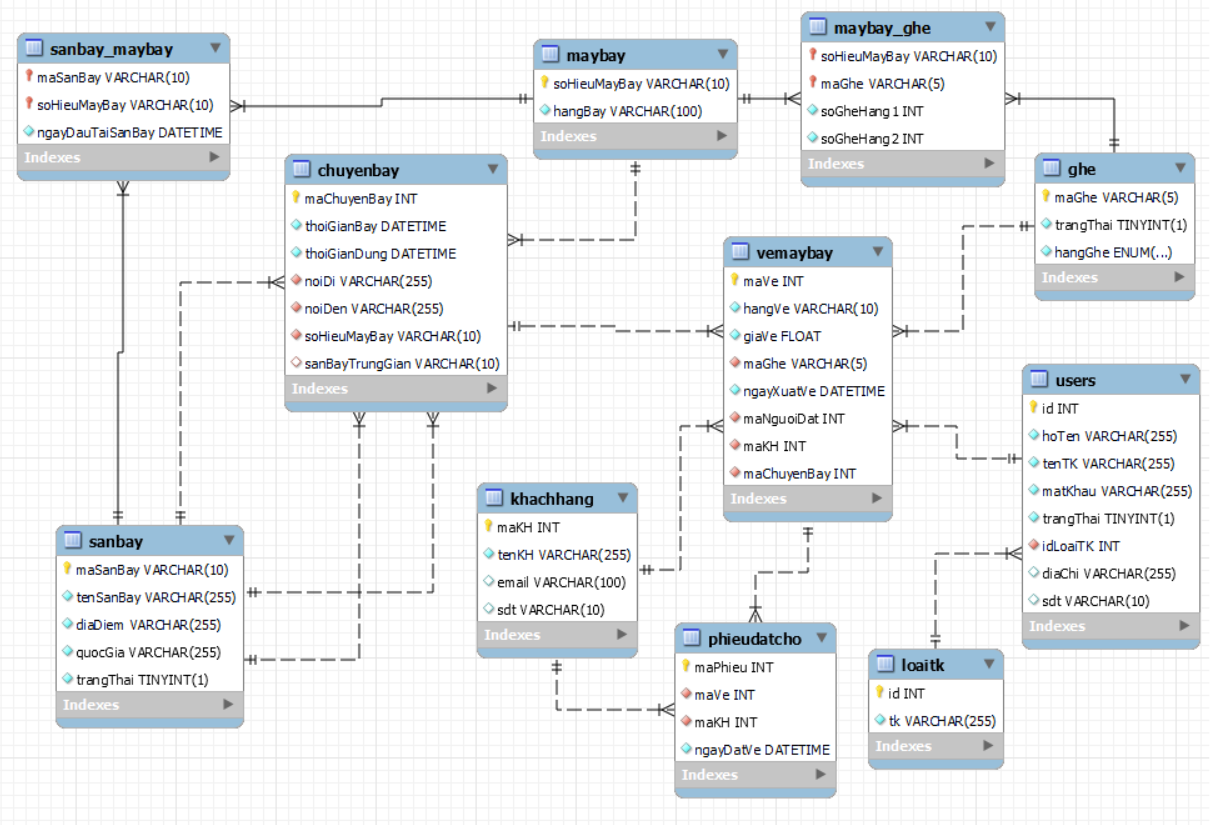 sanbay_maybay
maSanBay VARCHAR(10)
soHieuMayBay VARCHAR(10)
ngayDauTaiSanBay DATETIME
Indexes
maybay
soHieuMayBay VARCHAR(10)
hangBay VARCHAR(100)
Indexes
maybay_ghe
soHieuMayBay VARCHAR(10)
maGhe VARCHAR(5)
soGheHang1 INT
soGheHang2 INT
Indexes
chuyenbay
maChuyenBay INT
thoiGianBay DATETIME
thoiGianDung DATETIME
noiDi VARCHAR(255)
noiDen VARCHAR(255)
soHieuMayBay VARCHAR(10)
sanBayTrungGian VARCHAR(10)
Indexes
ghe
maGhe VARCHAR(5)
trangThai TINYINT(1)
hangGhe ENUM(...)
Indexes
vemaybay
maVe INT
hangVe VARCHAR(10)
giaVe FLOAT
maGhe VARCHAR(5)
ngayXuatVe DATETIME
maNguoiDat INT
maKH INT
maChuyenBay INT
Indexes
users
id INT
hoTen VARCHAR(255)
tenTK VARCHAR(255)
matKhau VARCHAR(255)
trangThai TINYINT(1)
idLoaiTK INT
diaChi VARCHAR(255)
sdt VARCHAR(10)
Indexes
sanbay
maSanBay VARCHAR(10)
tenSanBay VARCHAR(255)
diaDiem VARCHAR(255)
quocGia VARCHAR(255)
trangThai TINYINT(1)
Indexes
khachhang
maKH INT
tenKH VARCHAR(255)
email VARCHAR(100)
sdt VARCHAR(10)
Indexes
phieudatcho
maPhieu INT
maVe INT
maKH INT
ngayDatVe DATETIME
Indexes
loaitk
id INT
tk VARCHAR(255)
Indexes